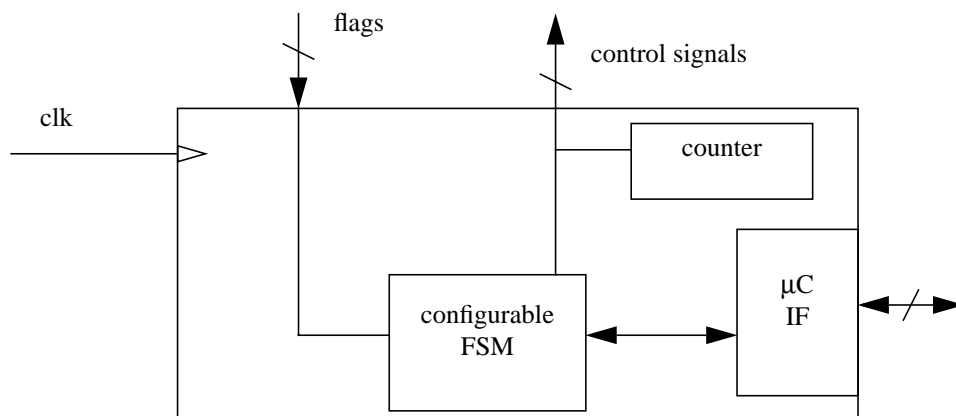 flags
control signals
clk
counter
μC
IF
configurable
FSM